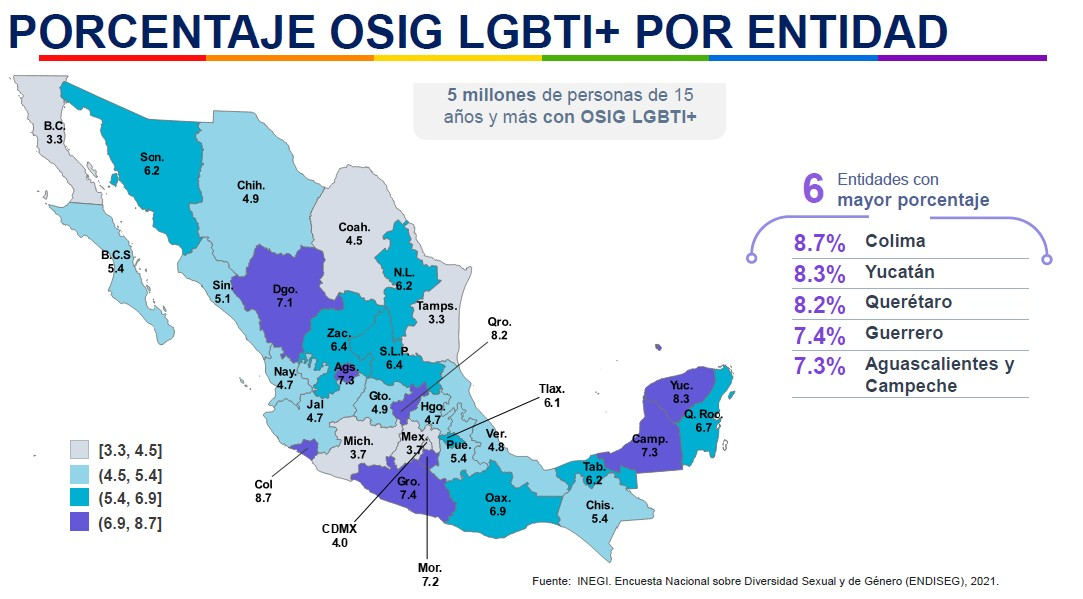 PORCENTAJE OSIG LGBTI+ POR ENTIDAD
5 millones de personas de 15
años y más con OSIG LGBTI+
B.C.
3.3
Son.
6.2
Chih.
4.9
Coah.
4.5
B.C.S
5.4
Sin.
5.1
Dgo.
7.1
N.L.
6.2
Tamps.
3.3
Qro.
8.2
Zac.
6.4
S.L.P.
6.4
Nay.
4.7
Ags.
7.3
Jal
4.7
Gto.
4.9
Hgo.
4.7
Tlax.
6.1
Mich.
3.7
Mex.
3.7
Pue.
5.4
Ver.
4.8
Yuc.
8.3
Q. Roo.
6.7
Camp.
7.3
Tab.
6.2
Col
8.7
Gro.
7.4
Oax.
6.9
Chis.
5.4
CDMX
4.0
Mor.
7.2
6 Entidades con
mayor porcentaje
8.7% Colima
8.3% Yucatán
8.2% Querétaro
7.4% Guerrero
7.3% Aguascalientes y
Campeche
[3.3, 4.5]
(4.5, 5.4]
(5.4, 6.9]
(6.9, 8.7]
Fuente: INEGI. Encuesta Nacional sobre Diversidad Sexual y de Género (ENDISEG), 2021.